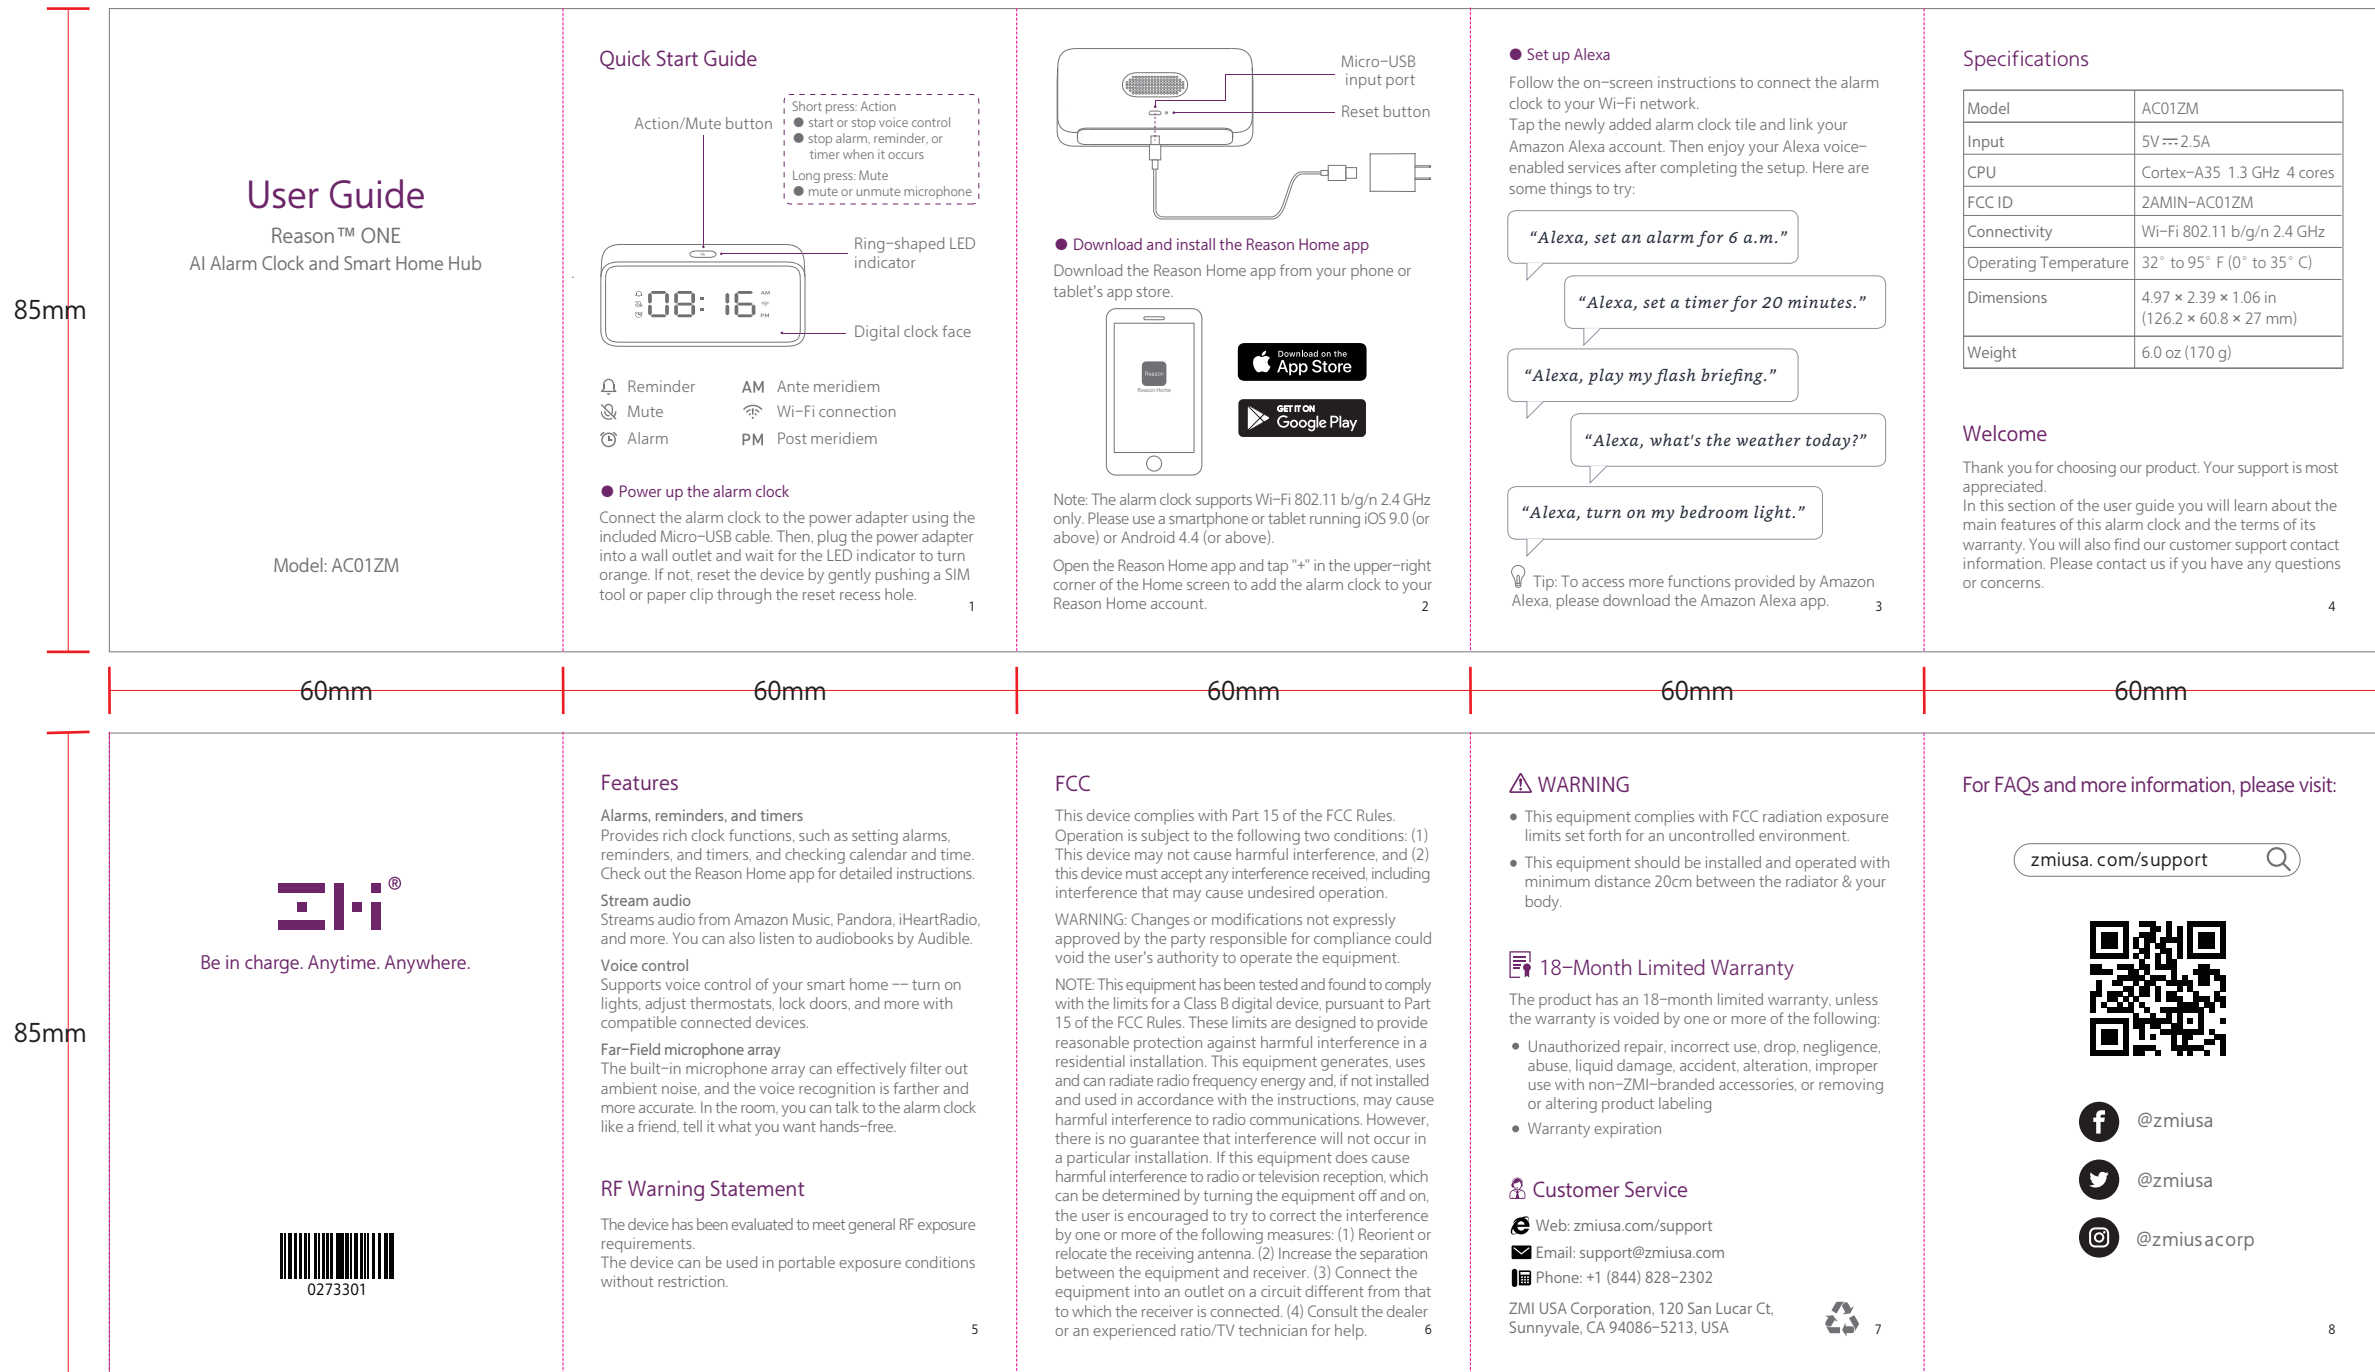 85mm
User Guide
Reason™ ONE
AI Alarm Clock and Smart Home Hub
Model: AC01ZM
Quick Start Guide
Action/Mute button
Short press: Action
● start or stop voice control
● stop alarm, reminder, or
timer when it occurs
Long press: Mute
● mute or unmute microphone
Ring-shaped LED
indicator
08:16
AM
PM
Digital clock face
Reminder
Mute
Alarm
AM Ante meridiem
Wi-Fi connection
PM Post meridiem
● Power up the alarm clock
Connect the alarm clock to the power adapter using the
included Micro-USB cable. Then, plug the power adapter
into a wall outlet and wait for the LED indicator to turn
orange. If not, reset the device by gently pushing a SIM
tool or paper clip through the reset recess hole.
1
Micro-USB
input port
Reset button
● Download and install the Reason Home app
Download the Reason Home app from your phone or
tablet's app store.
Reason
Reason Home
Download on the
App Store
GET IT ON
Google Play
Note: The alarm clock supports Wi-Fi 802.11 b/g/n 2.4 GHz
only. Please use a smartphone or tablet running iOS 9.0 (or
above) or Android 4.4 (or above).
Open the Reason Home app and tap "+" in the upper-right
corner of the Home screen to add the alarm clock to your
Reason Home account.
2
● Set up Alexa
Follow the on-screen instructions to connect the alarm
clock to your Wi-Fi network.
Tap the newly added alarm clock tile and link your
Amazon Alexa account. Then enjoy your Alexa voice-
enabled services after completing the setup. Here are
some things to try:
“Alexa, set an alarm for 6 a.m.”
“Alexa, set a timer for 20 minutes.”
“Alexa, play my flash briefing.”
“Alexa, what's the weather today?”
“Alexa, turn on my bedroom light.”
Tip: To access more functions provided by Amazon
Alexa, please download the Amazon Alexa app.
3
Specifications
Model AC01ZM
Input 5V⎓2.5A
CPU Cortex-A35 1.3 GHz 4 cores
FCC ID 2AMIN-AC01ZM
Connectivity Wi-Fi 802.11 b/g/n 2.4 GHz
Operating Temperature 32° to 95° F (0° to 35° C)
Dimensions 4.97 × 2.39 × 1.06 in
(126.2 × 60.8 × 27 mm)
Weight 6.0 oz (170 g)
Welcome
Thank you for choosing our product. Your support is most
appreciated.
In this section of the user guide you will learn about the
main features of this alarm clock and the terms of its
warranty. You will also find our customer support contact
information. Please contact us if you have any questions
or concerns.
4
60mm 60mm 60mm 60mm 60mm
85mm
ZMI®
Be in charge. Anytime. Anywhere.
0273301
Features
Alarms, reminders, and timers
Provides rich clock functions, such as setting alarms,
reminders, and timers, and checking calendar and time.
Check out the Reason Home app for detailed instructions.
Stream audio
Streams audio from Amazon Music, Pandora, iHeartRadio,
and more. You can also listen to audiobooks by Audible.
Voice control
Supports voice control of your smart home -- turn on
lights, adjust thermostats, lock doors, and more with
compatible connected devices.
Far-Field microphone array
The built-in microphone array can effectively filter out
ambient noise, and the voice recognition is farther and
more accurate. In the room, you can talk to the alarm clock
like a friend, tell it what you want hands-free.
RF Warning Statement
The device has been evaluated to meet general RF exposure
requirements.
The device can be used in portable exposure conditions
without restriction.
5
FCC
This device complies with Part 15 of the FCC Rules.
Operation is subject to the following two conditions: (1)
This device may not cause harmful interference, and (2)
this device must accept any interference received, including
interference that may cause undesired operation.
WARNING: Changes or modifications not expressly
approved by the party responsible for compliance could
void the user's authority to operate the equipment.
NOTE: This equipment has been tested and found to comply
with the limits for a Class B digital device, pursuant to Part
15 of the FCC Rules. These limits are designed to provide
reasonable protection against harmful interference in a
residential installation. This equipment generates, uses
and can radiate radio frequency energy and, if not installed
and used in accordance with the instructions, may cause
harmful interference to radio communications. However,
there is no guarantee that interference will not occur in
a particular installation. If this equipment does cause
harmful interference to radio or television reception, which
can be determined by turning the equipment off and on,
the user is encouraged to try to correct the interference
by one or more of the following measures: (1) Reorient or
relocate the receiving antenna. (2) Increase the separation
between the equipment and receiver. (3) Connect the
equipment into an outlet on a circuit different from that
to which the receiver is connected. (4) Consult the dealer
or an experienced ratio/TV technician for help.
6
WARNING
● This equipment complies with FCC radiation exposure
limits set forth for an uncontrolled environment.
● This equipment should be installed and operated with
minimum distance 20cm between the radiator & your
body.
18-Month Limited Warranty
The product has an 18-month limited warranty, unless
the warranty is voided by one or more of the following:
● Unauthorized repair, incorrect use, drop, negligence,
abuse, liquid damage, accident, alteration, improper
use with non-ZMI-branded accessories, or removing
or altering product labeling
● Warranty expiration
Customer Service
Web: zmiusa.com/support
Email: support@zmiusa.com
Phone: +1 (844) 828-2302
ZMI USA Corporation, 120 San Lucar Ct,
Sunnyvale, CA 94086-5213, USA
7
For FAQs and more information, please visit:
zmiusa. com/support
@zmiusa
@zmiusa
@zmiusacorp
8